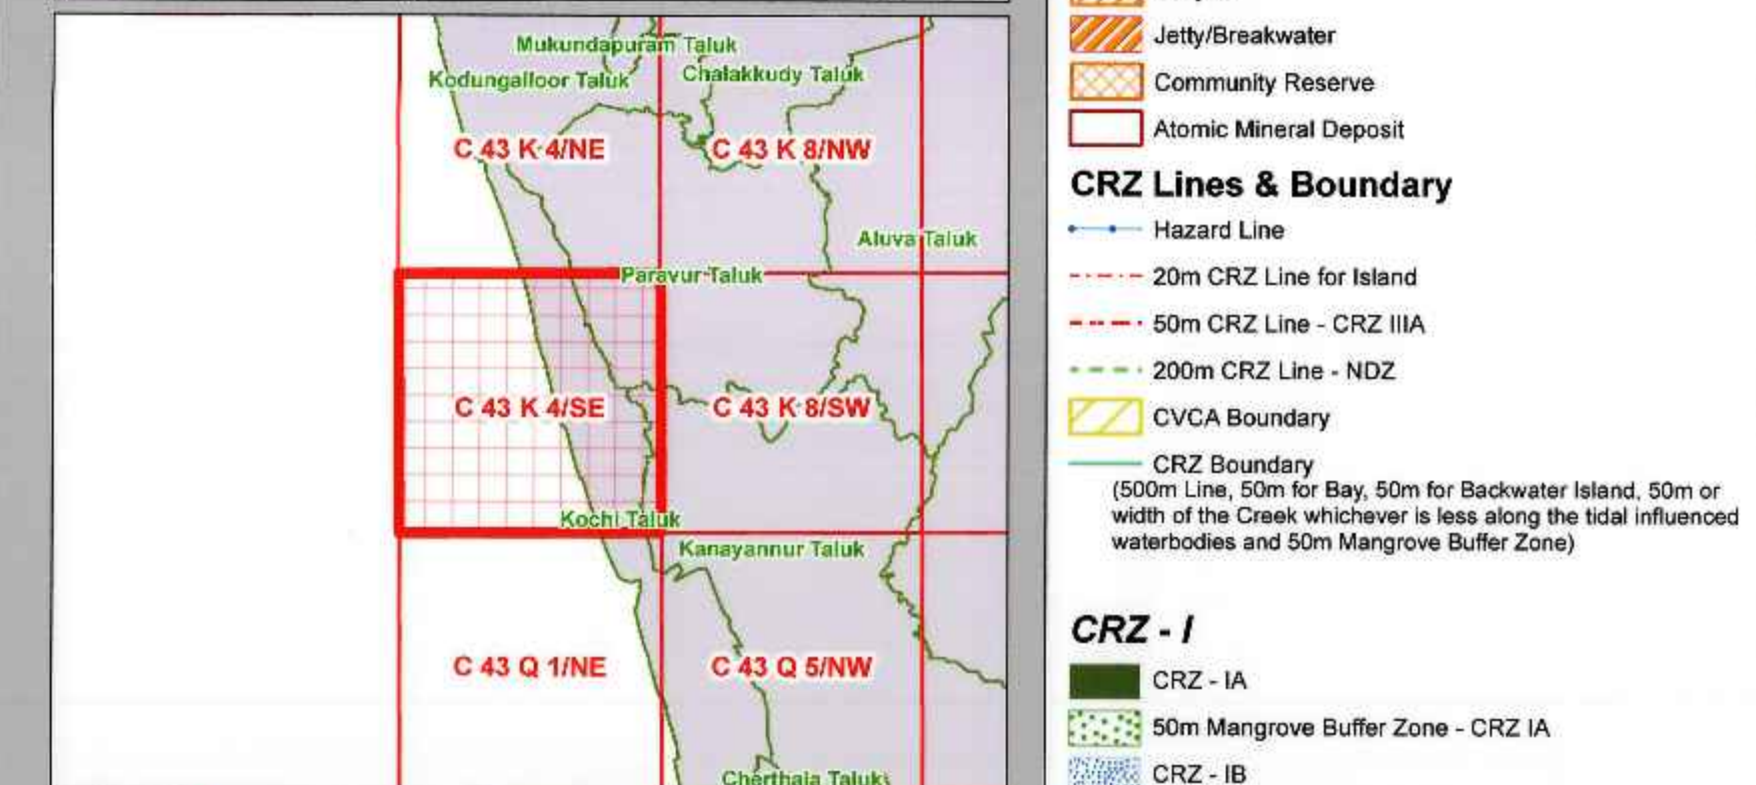 Mukundapuram Taluk
Kodungalloor Taluk
Chalakkudy Taluk
C 43 K 4/NE
C 43 K 8/NW
Aluva Taluk
Paravur Taluk
C 43 K 4/SE
C 43 K 8/SW
Kochi Taluk
Kanayannur Taluk
C 43 Q 1/NE
C 43 Q 5/NW
Jetty/Breakwater
Community Reserve
Atomic Mineral Deposit
CRZ Lines & Boundary
Hazard Line
20m CRZ Line for Island
50m CRZ Line - CRZ IIIA
200m CRZ Line - NDZ
CVCA Boundary
CRZ Boundary
(500m Line, 50m for Bay, 50m for Backwater Island, 50m or
width of the Creek whichever is less along the tidal influenced
waterbodies and 50m Mangrove Buffer Zone)
CRZ - I
CRZ - IA
50m Mangrove Buffer Zone - CRZ IA
CRZ - IB